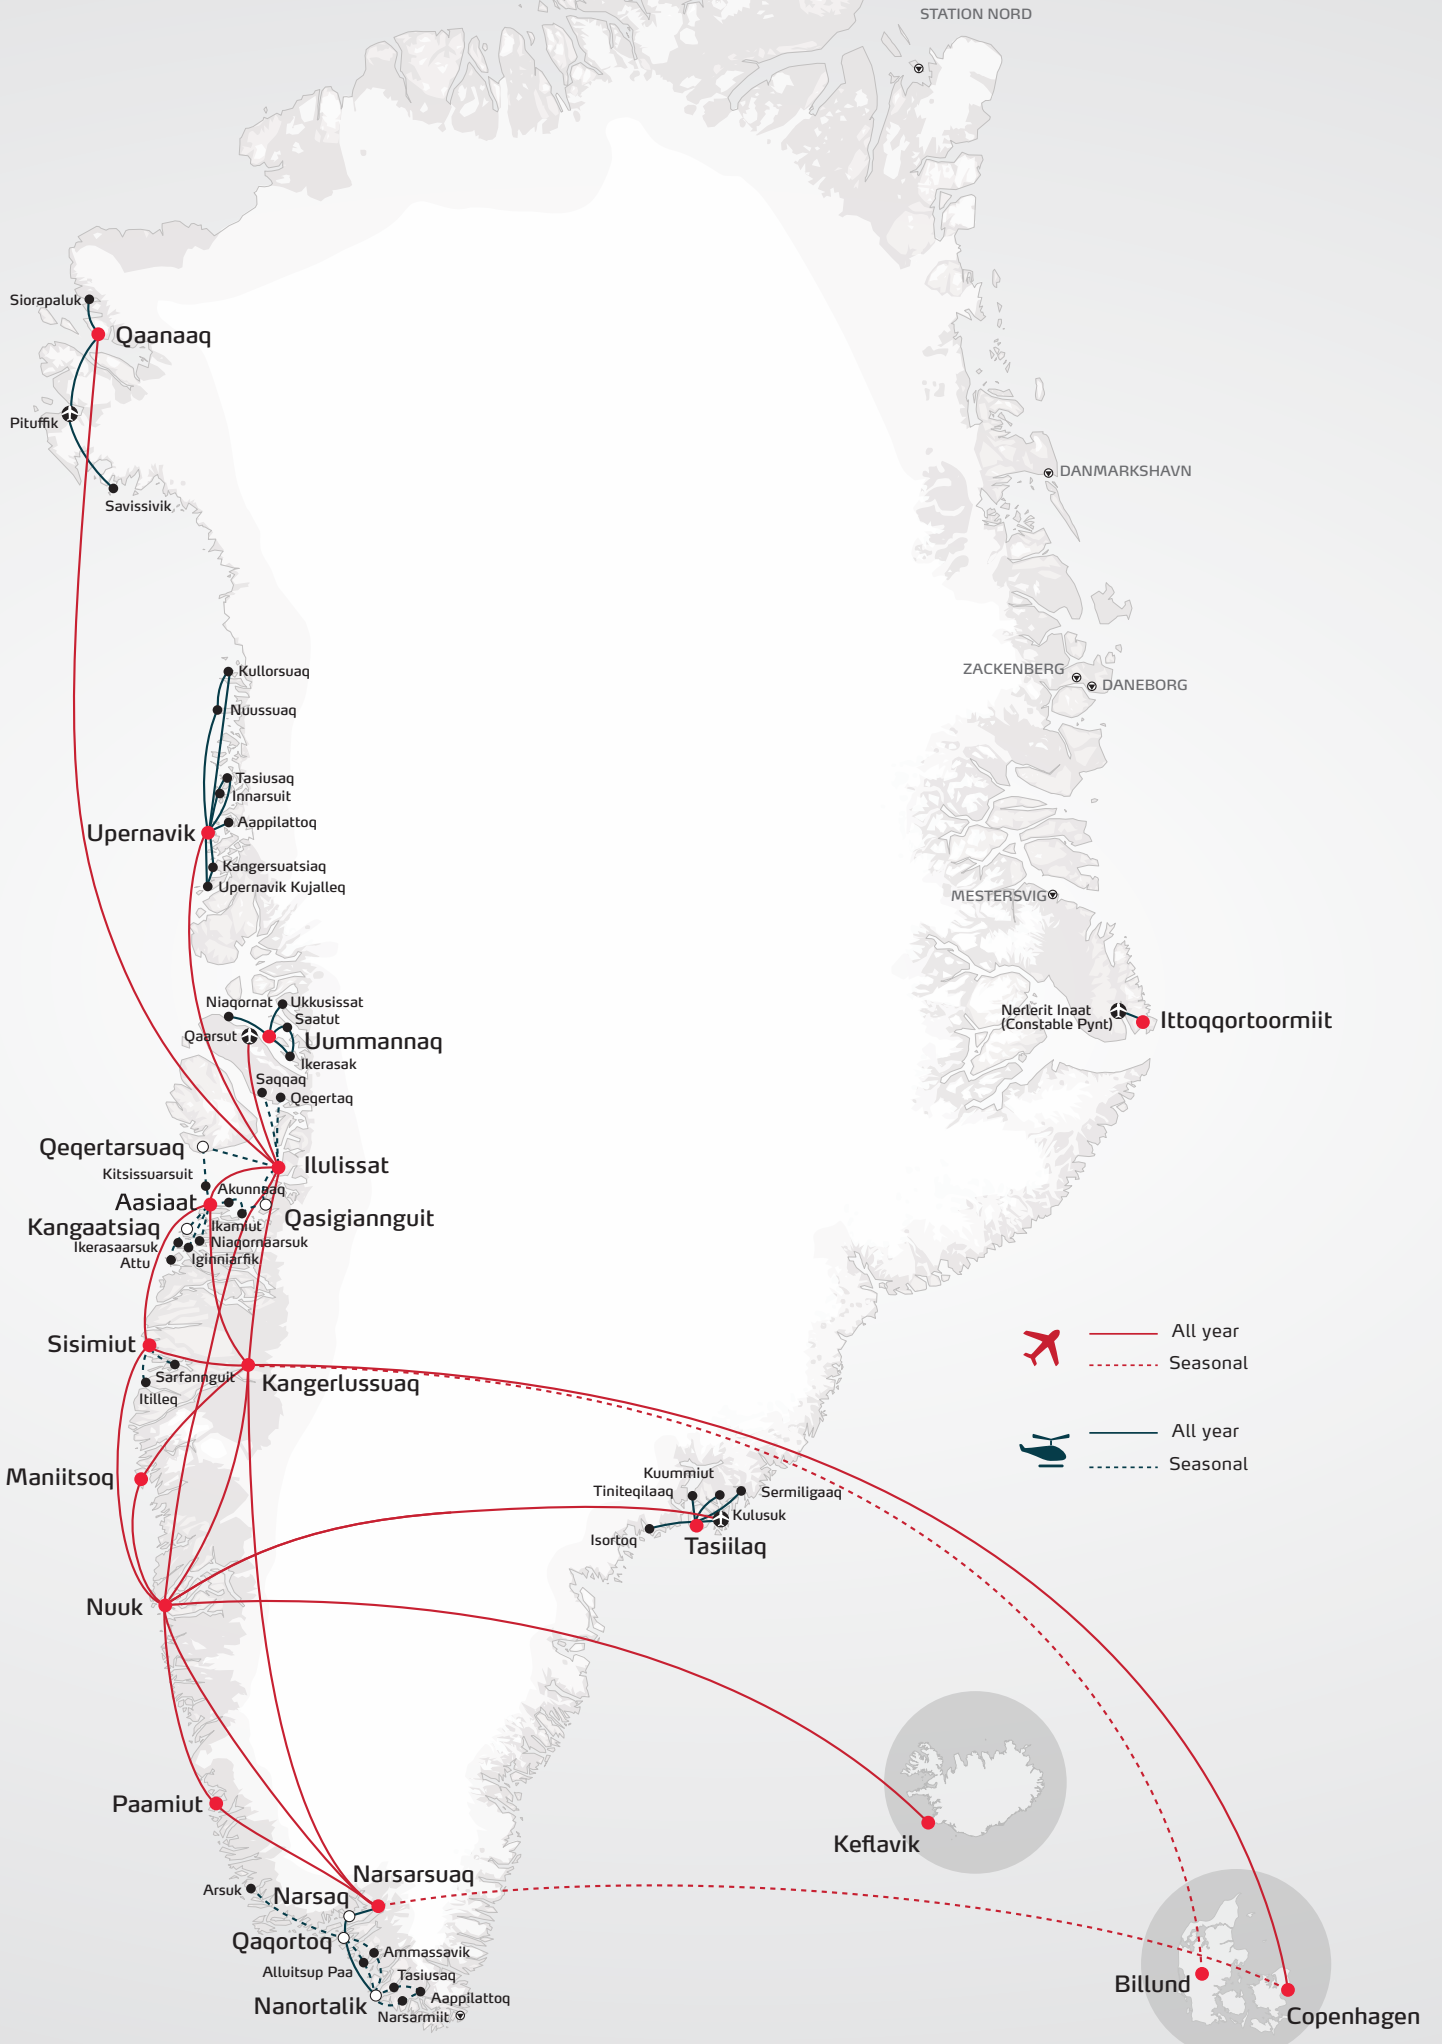 STATION NORD
Siorapaluk
Qaanaaq
Pituffik
DANMARKSHAVN
Savissivik
ZACKENBERG
DANEBORG
Kullorsuaq
Nuussuaq
Tasiusaq
Innarsuit
Aappilattoq
Upernavik
Kangersuatsiaq
Upernavik Kujalleq
MESTERSVIG
Niaqornat
Ukkusissat
Saatut
Qaarsut
Uummannaq
Ikerasak
Nerlerit Inaat
(Constable Pynt)
Ittoqqortoormiit
Saqqaq
Qeqertaq
Qeqertarsuaq
Ilulissat
Kitsissuarsuit
Akunnaaq
Aasiaat
Qasigiannguit
Kangaatsiaq
Ikamiut
Niaqornaarsuk
Ikerasaarsuk
Iginniarfik
Attu
Sisimiut
Sarfannguit
Kangerlussuaq
Itilleq
All year
Seasonal
All year
Seasonal
Maniitsoq
Kuummiut
Tiniteqilaaq
Sermiligaaq
Kulusuk
Isortoq
Tasiilaq
Nuuk
Paamiut
Keflavik
Narsarsuaq
Arsuk
Narsaq
Qaqortoq
Ammassavik
Alluitsup Paa
Tasiusaq
Billund
Aappilattoq
Nanortalik
Narsarmiit
Copenhagen